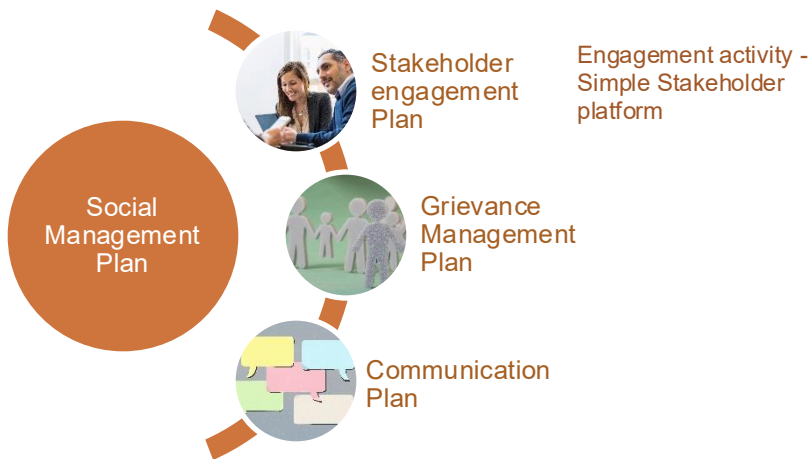 Social
Management
Plan
Stakeholder
engagement
Plan
Engagement activity -
Simple Stakeholder
platform
Grievance
Management
Plan
Communication
Plan